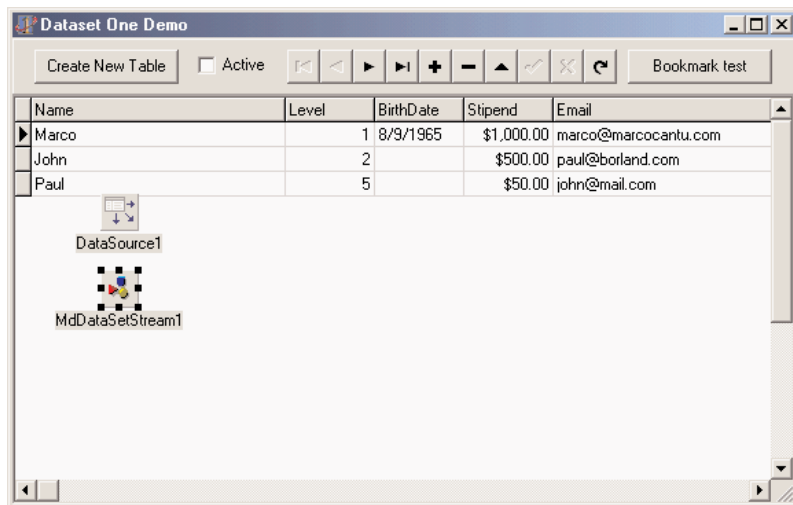 Dataset One Demo
Create New Table Active Bookmark test
Name Level BirthDate Stipend Email
Marco 1 8/9/1965 $1,000.00 marco@marcocantu.com
John 2 $500.00 paul@borland.com
Paul 5 $50.00 john@mail.com
DataSource1
MdDataSetStream1